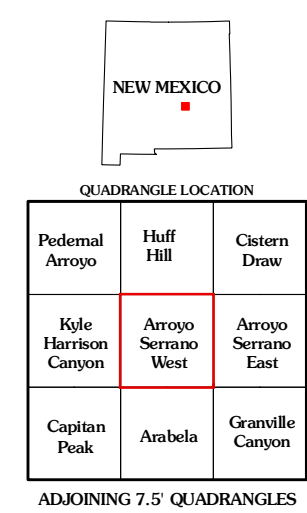 NEW MEXICO
QUADRANGLE LOCATION
Pedernal
Arroyo
Huff
Hill
Cistern
Draw
Kyle
Harrison
Canyon
Arroyo
Serrano
West
Arroyo
Serrano
East
Capitan
Peak
Arabela
Granville
Canyon
ADJOINING 7.5' QUADRANGLES